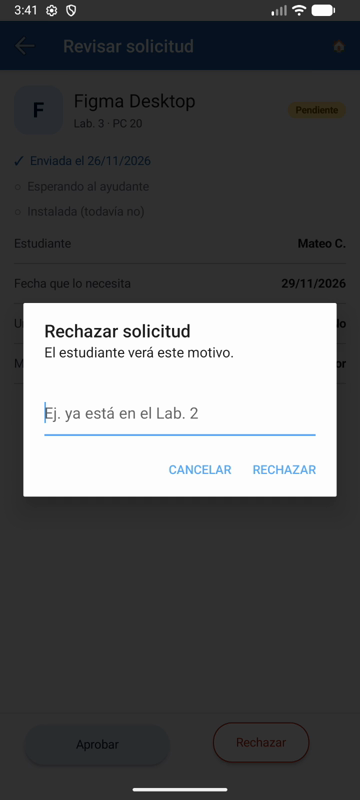 3:41
Revisar solicitud
F
Figma Desktop
Lab. 3 · PC 20
Pendiente
✓ Enviada el 26/11/2026
○ Esperando al ayudante
○ Instalada (todavía no)
Estudiante
Mateo C.
Fecha que lo necesita
29/11/2026
Rechazar solicitud
El estudiante verá este motivo.
Ej. ya está en el Lab. 2
CANCELAR
RECHAZAR
Aprobar
Rechazar